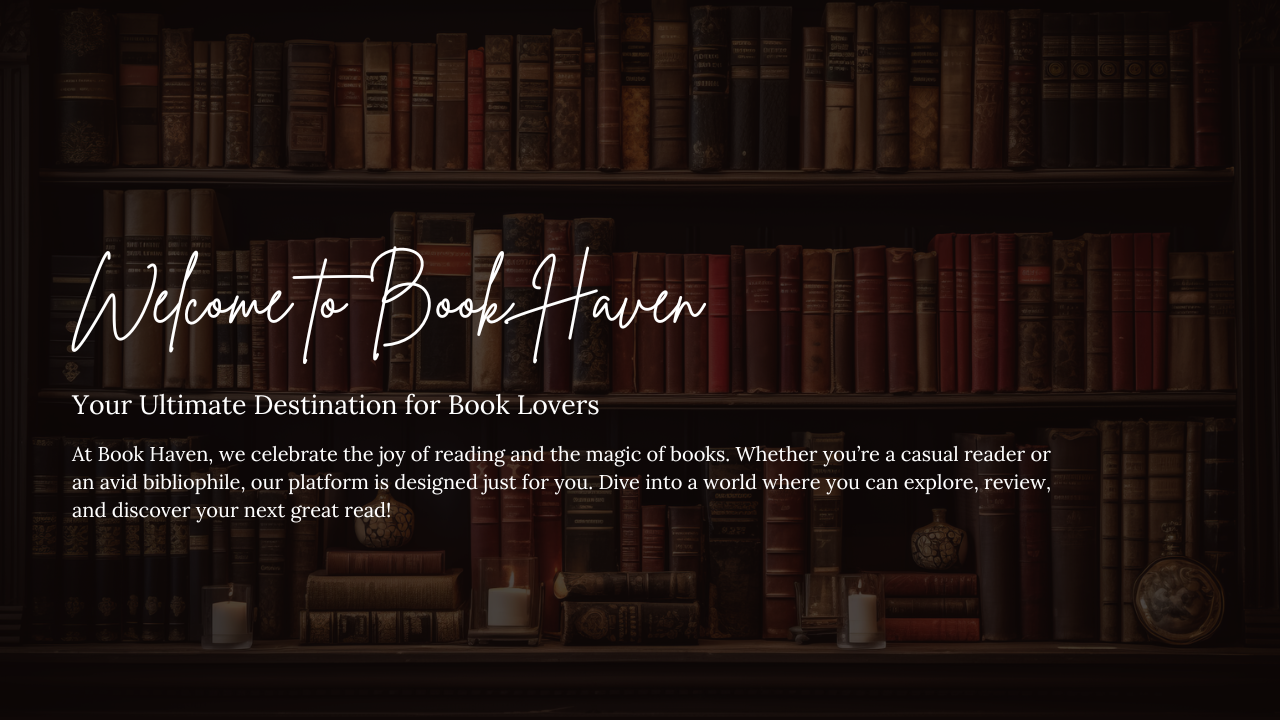 Welcome to Book Haven
Your Ultimate Destination for Book Lovers
At Book Haven, we celebrate the joy of reading and the magic of books. Whether you’re a casual reader or
an avid bibliophile, our platform is designed just for you. Dive into a world where you can explore, review,
and discover your next great read!